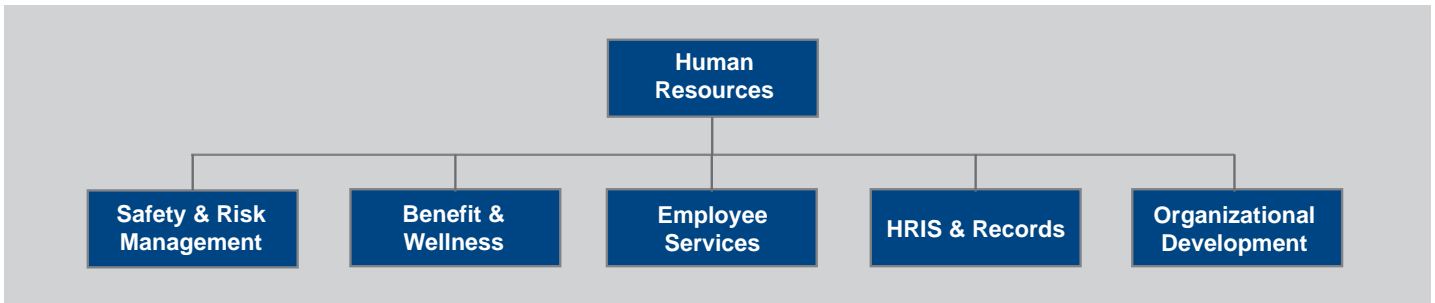 Human
Resources
Safety & Risk
Management
Benefit &
Wellness
Employee
Services
HRIS & Records
Organizational
Development